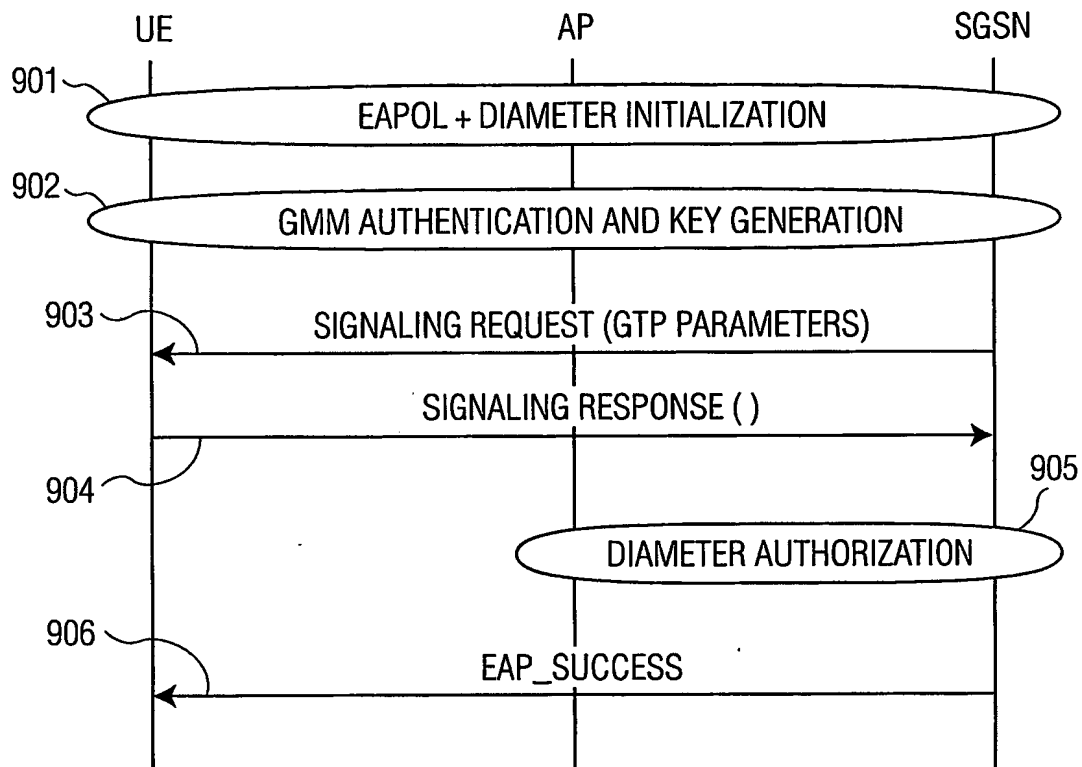 UE
AP
SGSN
901
EAPOL + DIAMETER INITIALIZATION
902
GMM AUTHENTICATION AND KEY GENERATION
903
SIGNALING REQUEST (GTP PARAMETERS)
SIGNALING RESPONSE ( )
904
905
DIAMETER AUTHORIZATION
906
EAP_SUCCESS